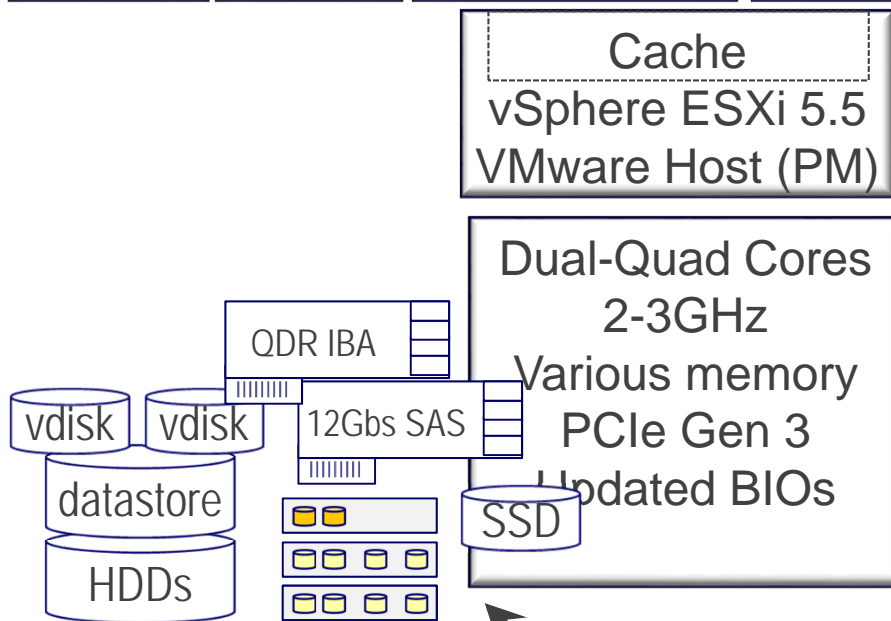 Cache
vSphere ESXi 5.5
VMware Host (PM)
Dual-Quad Cores
2-3GHz
Various memory
PCIe Gen 3
Updated BIOs
QDR IBA
12Gbs SAS
vdisk
vdisk
datastore
HDDs
SSD